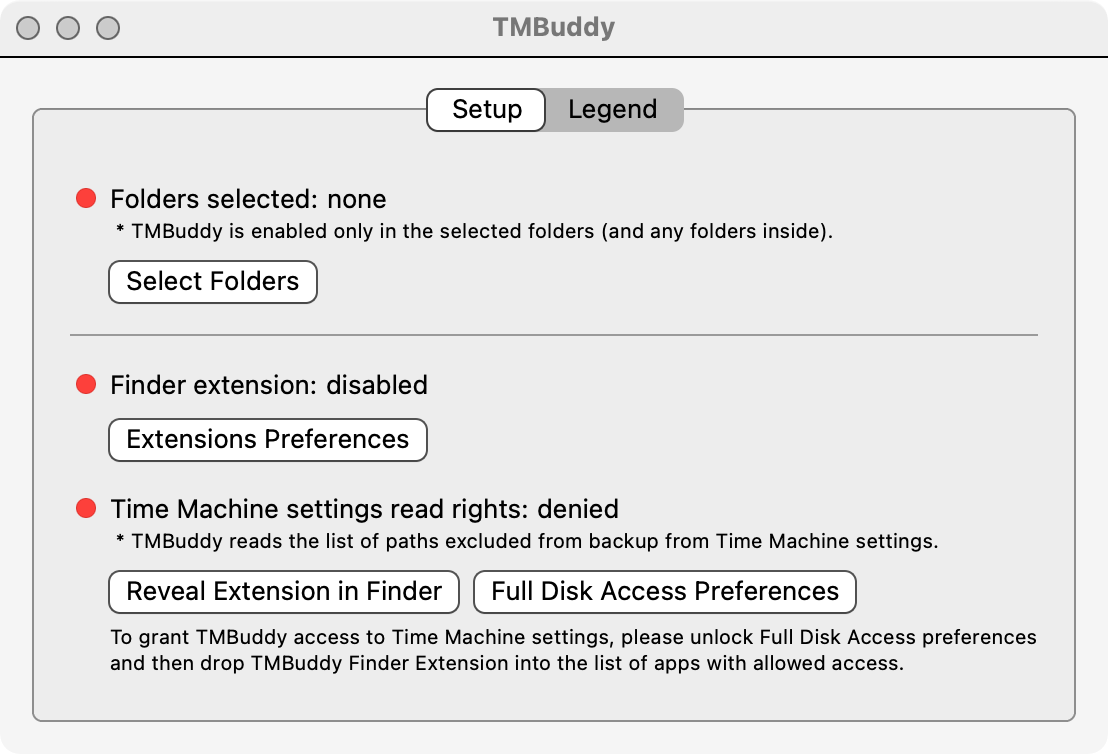 TMBuddy
Setup Legend
Folders selected: none
* TMBuddy is enabled only in the selected folders (and any folders inside).
Select Folders
Finder extension: disabled
Extensions Preferences
Time Machine settings read rights: denied
* TMBuddy reads the list of paths excluded from backup from Time Machine settings.
Reveal Extension in Finder Full Disk Access Preferences
To grant TMBuddy access to Time Machine settings, please unlock Full Disk Access preferences
and then drop TMBuddy Finder Extension into the list of apps with allowed access.